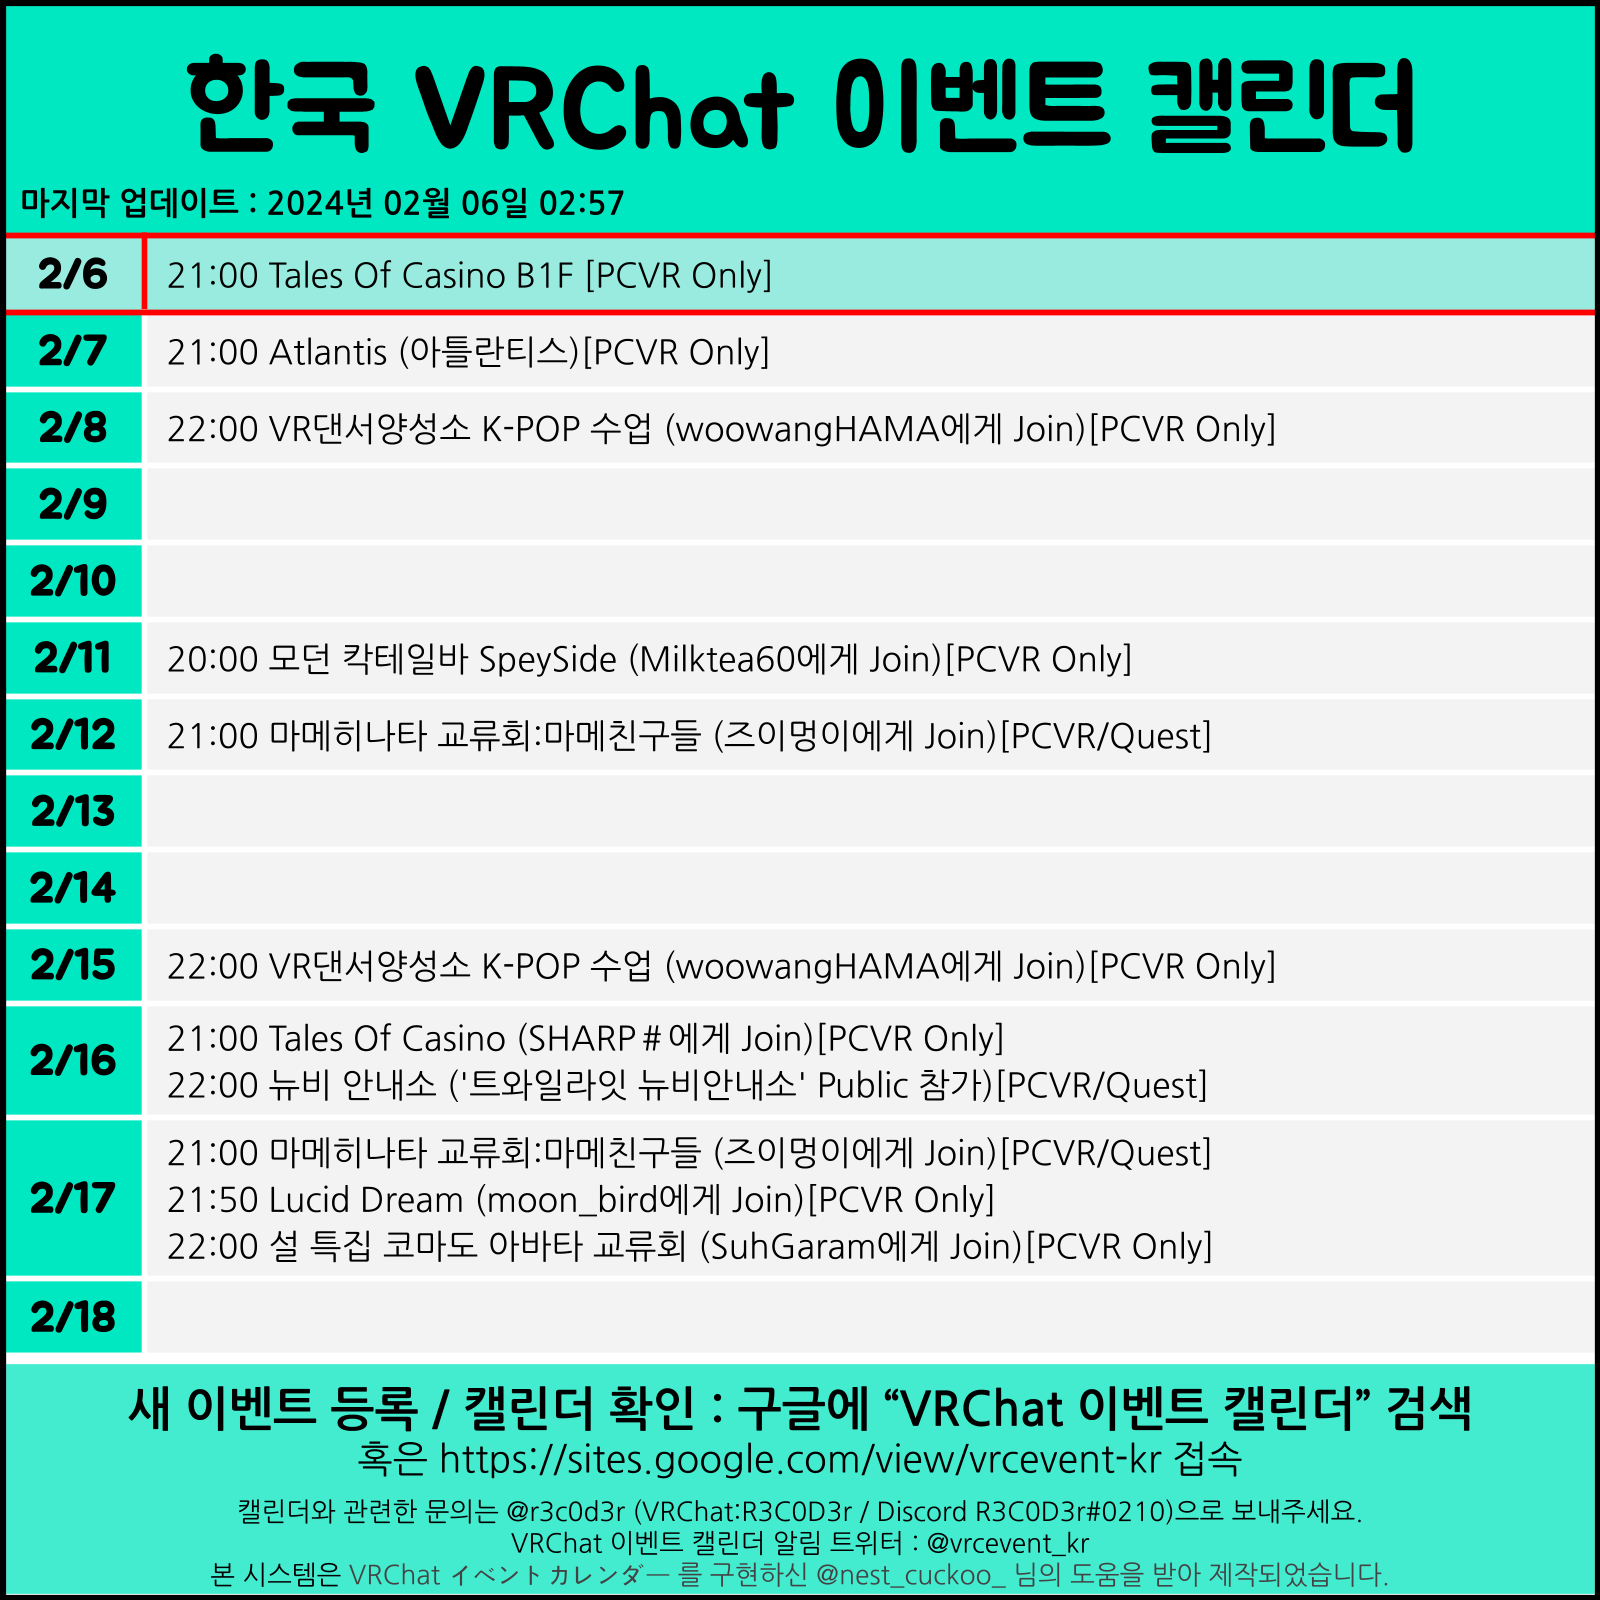 한국 VRChat 이벤트 캘린더
마지막 업데이트 : 2024년 02월 06일 02:57
2/6
21:00 Tales Of Casino B1F [PCVR Only]
2/7
21:00 Atlantis (아틀란티스)[PCVR Only]
2/8
22:00 VR댄서양성소 K-POP 수업 (woowangHAMA에게 Join)[PCVR Only]
2/9
2/10
2/11
20:00 모던 칵테일바 SpeySide (Milktea60에게 Join)[PCVR Only]
2/12
21:00 마메히나타 교류회:마메친구들 (즈이멍이에게 Join)[PCVR/Quest]
2/13
2/14
2/15
22:00 VR댄서양성소 K-POP 수업 (woowangHAMA에게 Join)[PCVR Only]
2/16
21:00 Tales Of Casino (SHARP＃에게 Join)[PCVR Only]
22:00 뉴비 안내소 ('트와일라잇 뉴비안내소' Public 참가)[PCVR/Quest]
2/17
21:00 마메히나타 교류회:마메친구들 (즈이멍이에게 Join)[PCVR/Quest]
21:50 Lucid Dream (moon_bird에게 Join)[PCVR Only]
22:00 설 특집 코마도 아바타 교류회 (SuhGaram에게 Join)[PCVR Only]
2/18
새 이벤트 등록 / 캘린더 확인 : 구글에 “VRChat 이벤트 캘린더” 검색
혹은 https://sites.google.com/view/vrcevent-kr 접속
캘린더와 관련한 문의는 @r3c0d3r (VRChat:R3C0D3r / Discord R3C0D3r#0210)으로 보내주세요.
VRChat 이벤트 캘린더 알림 트위터 : @vrcevent_kr
본 시스템은 VRChat イベントカレンダー 를 구현하신 @nest_cuckoo_ 님의 도움을 받아 제작되었습니다.